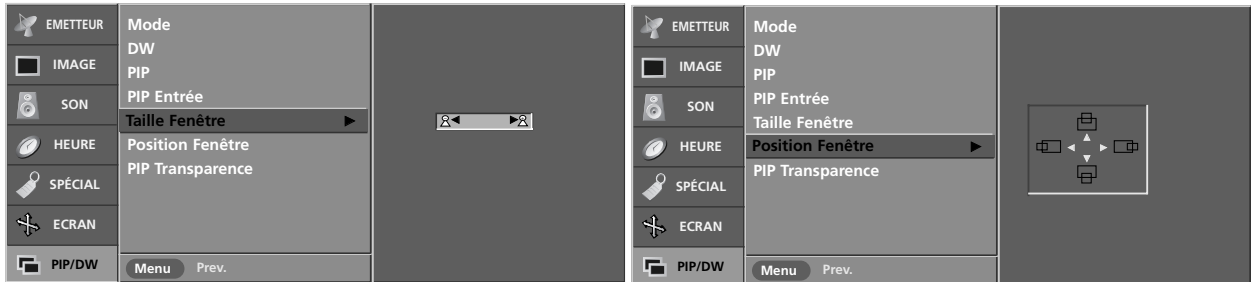 EMETTEUR
IMAGE
SON
HEURE
SPÉCIAL
ECRAN
PIP/DW
Mode
DW
PIP
PIP Entrée
Taille Fenêtre
Position Fenêtre
PIP Transparence
Menu Prev.
EMETTEUR
IMAGE
SON
HEURE
SPÉCIAL
ECRAN
PIP/DW
Mode
DW
PIP
PIP Entrée
Taille Fenêtre
Position Fenêtre
PIP Transparence
Menu Prev.